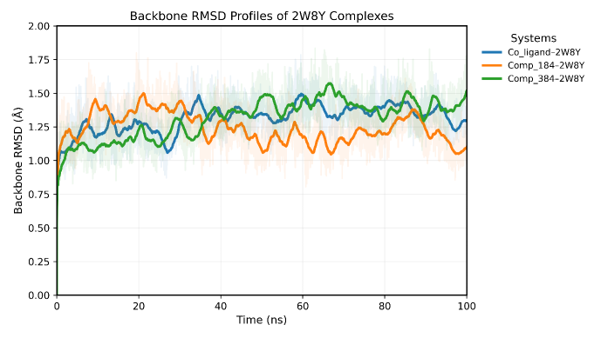 Backbone RMSD Profiles of 2W8Y Complexes
Systems
Co_ligand-2W8Y
Comp_184-2W8Y
Comp_384-2W8Y
Backbone RMSD (Å)
2.00
1.75
1.50
1.25
1.00
0.75
0.50
0.25
0.00
0 20 40 60 80 100
Time (ns)